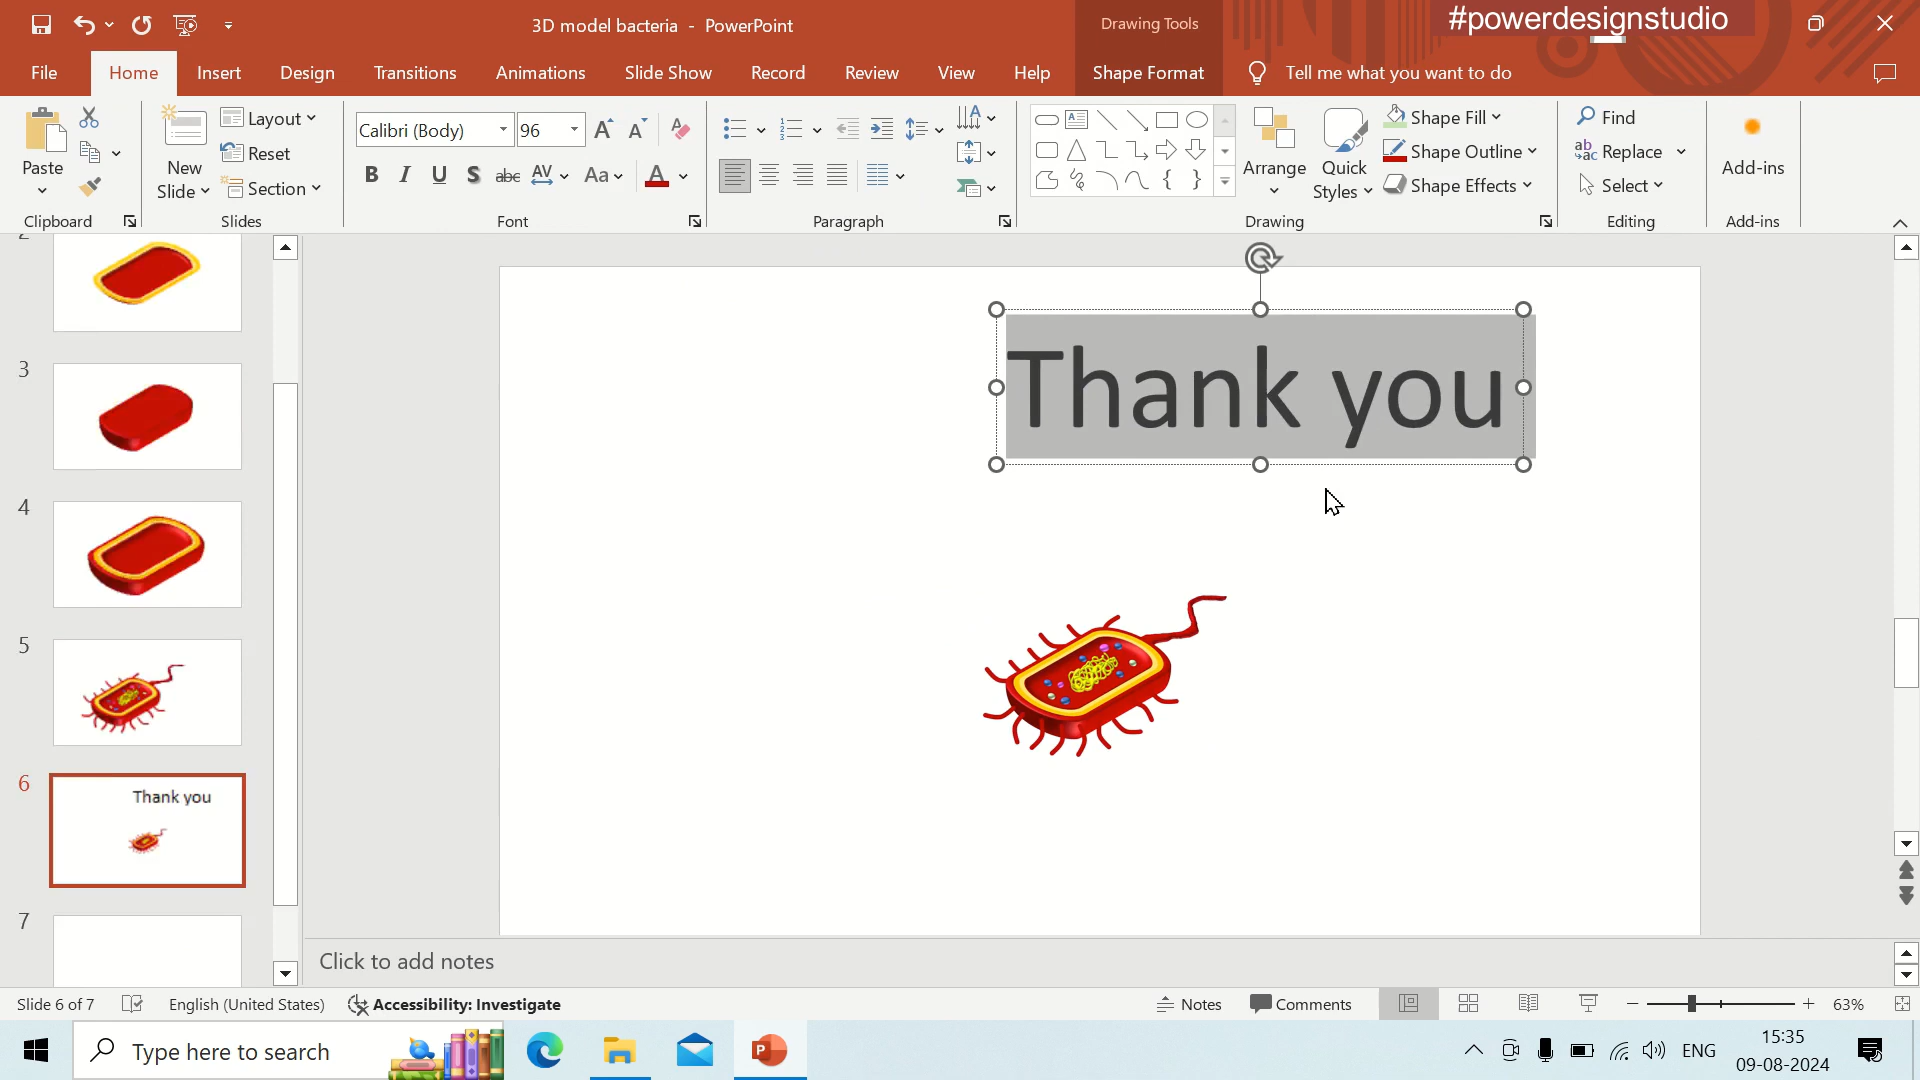 3D model bacteria - PowerPoint
Drawing Tools
#powerdesignstudio
File Home Insert Design Transitions Animations Slide Show Record Review View Help Shape Format Tell me what you want to do
Paste
Clipboard
New
Slide
Layout
Reset
Section
Slides
Calibri (Body) 96
B I U S abc AV Aa A
Font
Paragraph
Arrange
Quick
Styles
Shape Fill
Shape Outline
Shape Effects
Drawing
Find
Replace
Select
Editing
Add-ins
Add-ins
2
3
4
5
6
Thank you
7
Thank you
Click to add notes
Slide 6 of 7 English (United States) Accessibility: Investigate Notes Comments 63%
Type here to search
ENG
15:35
09-08-2024